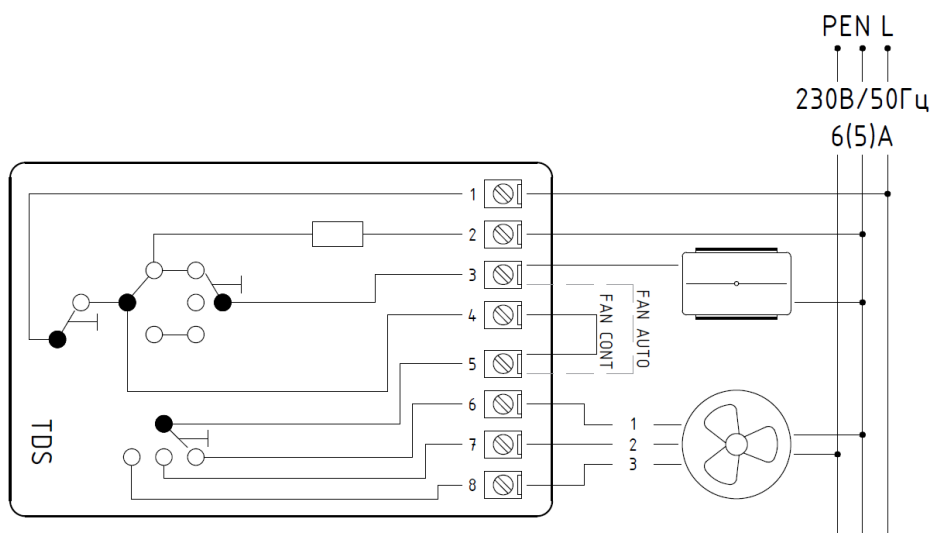 PEN L
230В/50Гц
6(5)А
1
2
3
4
5
6
7
8
FAN CONT
FAN AUTO
1
2
3
TDS